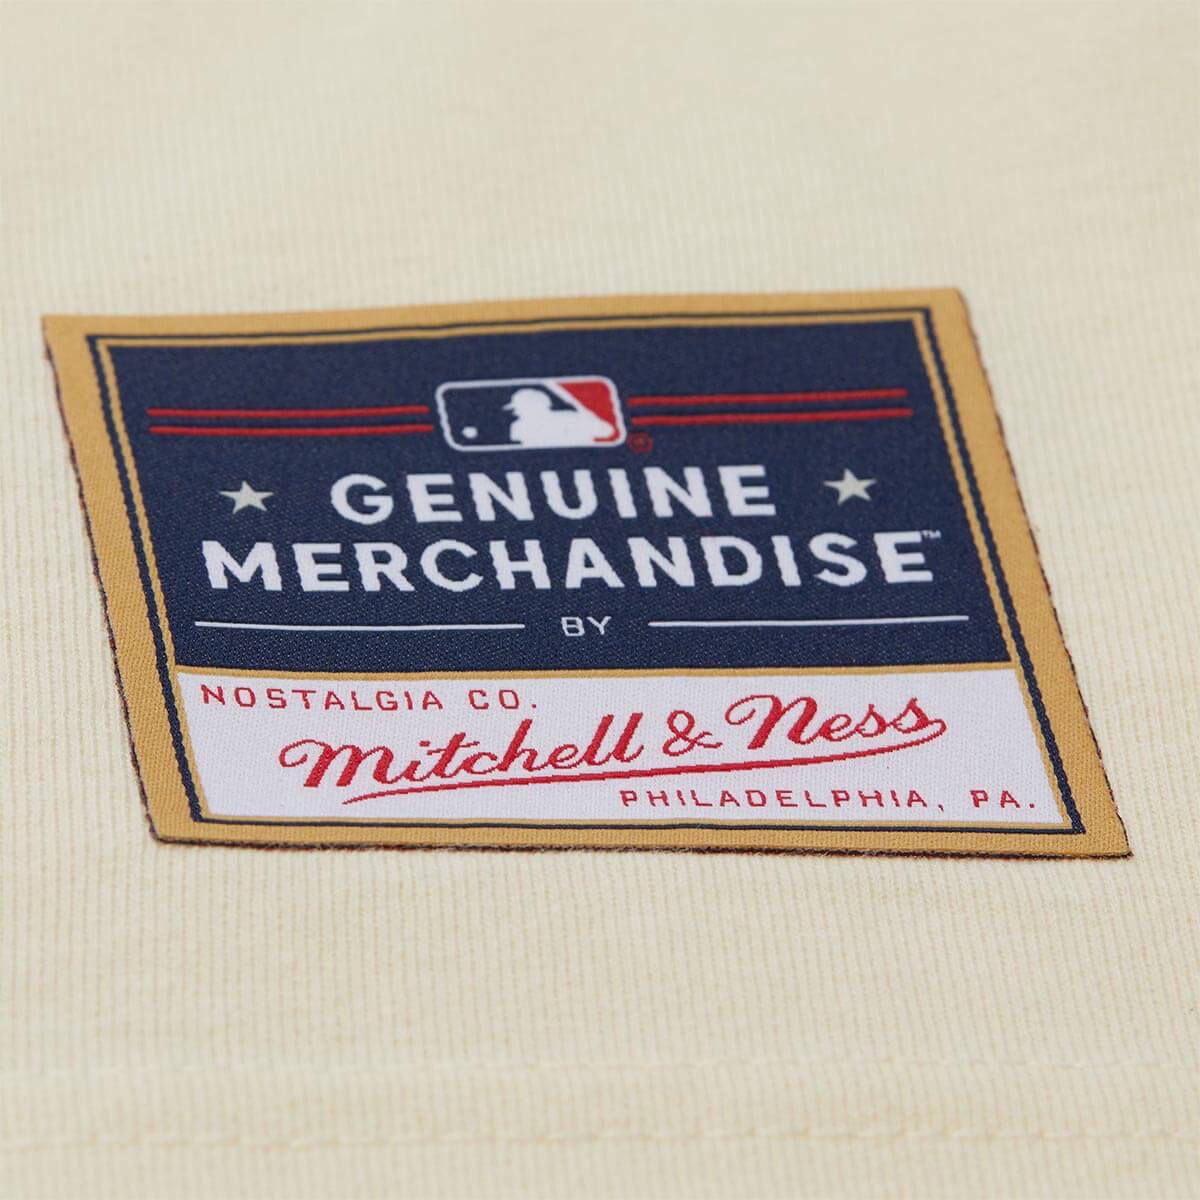 GENUINE
MERCHANDISE™
BY
NOSTALGIA CO.
Mitchell & Ness
PHILADELPHIA, PA.